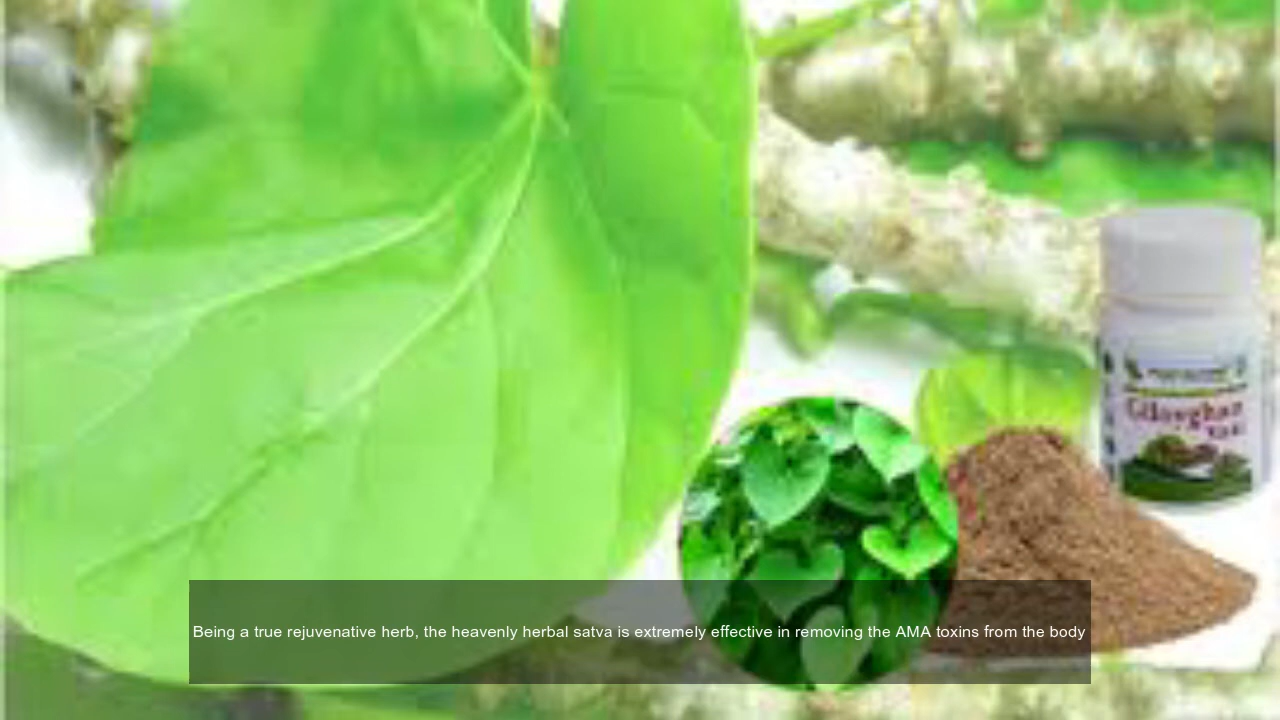 Giloyghan
Being a true rejuvenative herb, the heavenly herbal satva is extremely effective in removing the AMA toxins from the body